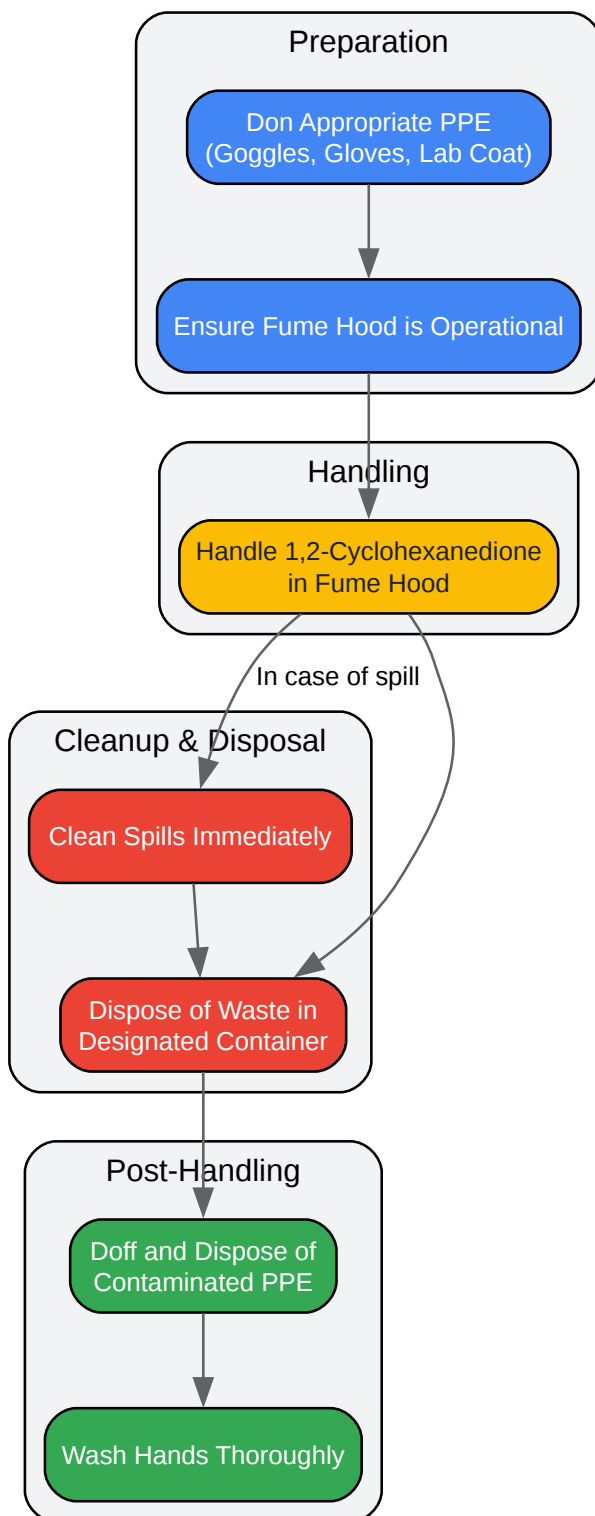 Preparation
Don Appropriate PPE
(Goggles, Gloves, Lab Coat)
Ensure Fume Hood is Operational
Handling
Handle 1,2-Cyclohexanedione
in Fume Hood
In case of spill
Cleanup & Disposal
Clean Spills Immediately
Dispose of Waste in
Designated Container
Post-Handling
Doff and Dispose of
Contaminated PPE
Wash Hands Thoroughly